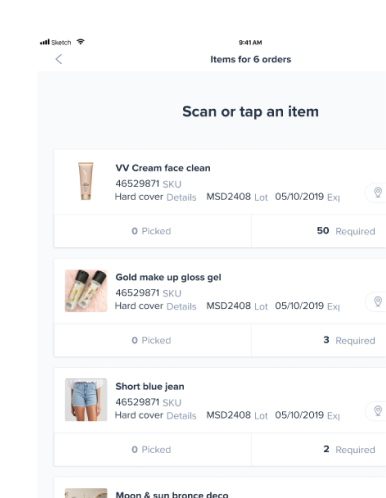 Sketch
9:41 AM
Items for 6 orders
Scan or tap an item
VV Cream face clean
46529871 SKU
Hard cover Details MSD2408 Lot 05/10/2019 Exp
0 Picked 50 Required
Gold make up gloss gel
46529871 SKU
Hard cover Details MSD2408 Lot 05/10/2019 Exp
0 Picked 3 Required
Short blue jean
46529871 SKU
Hard cover Details MSD2408 Lot 05/10/2019 Exp
0 Picked 2 Required
Moon & sun bronce deco